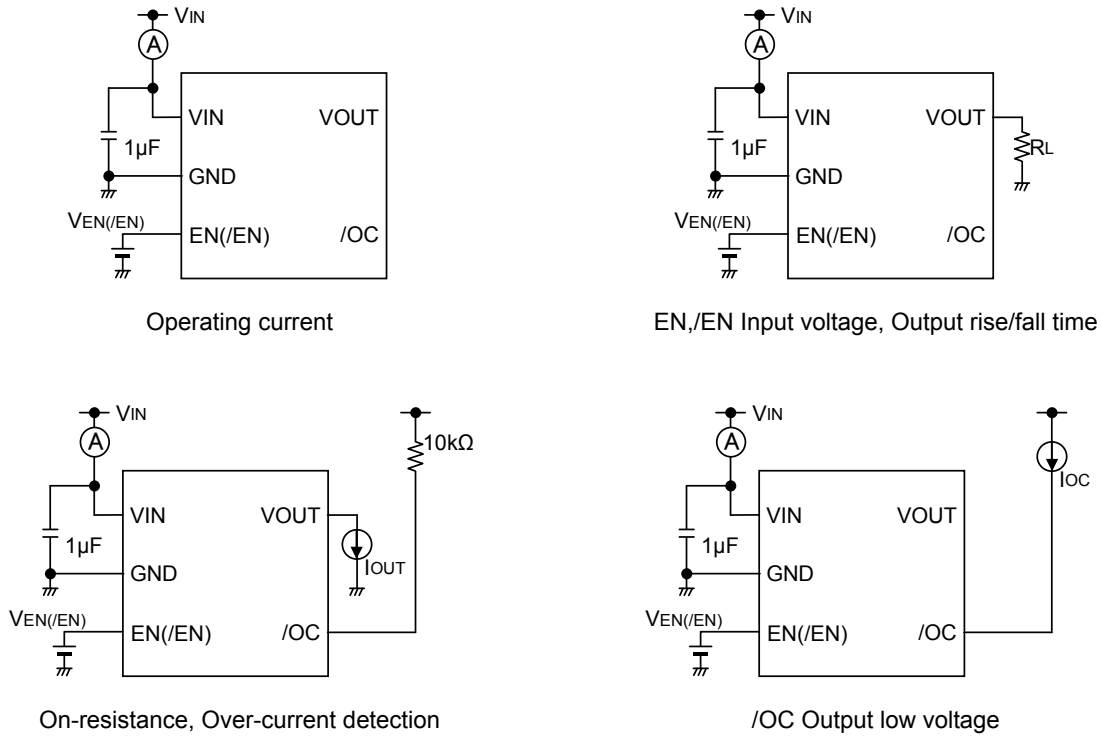 VIN
A
VIN
VOUT
1µF
GND
VEN(/EN)
EN(/EN)
/OC
Operating current
VIN
A
VIN
VOUT
RL
1µF
GND
VEN(/EN)
EN(/EN)
/OC
EN,/EN Input voltage, Output rise/fall time
VIN
A
10kΩ
VIN
VOUT
1µF
IOUT
GND
VEN(/EN)
EN(/EN)
/OC
On-resistance, Over-current detection
VIN
A
IOC
VIN
VOUT
1µF
GND
VEN(/EN)
EN(/EN)
/OC
/OC Output low voltage